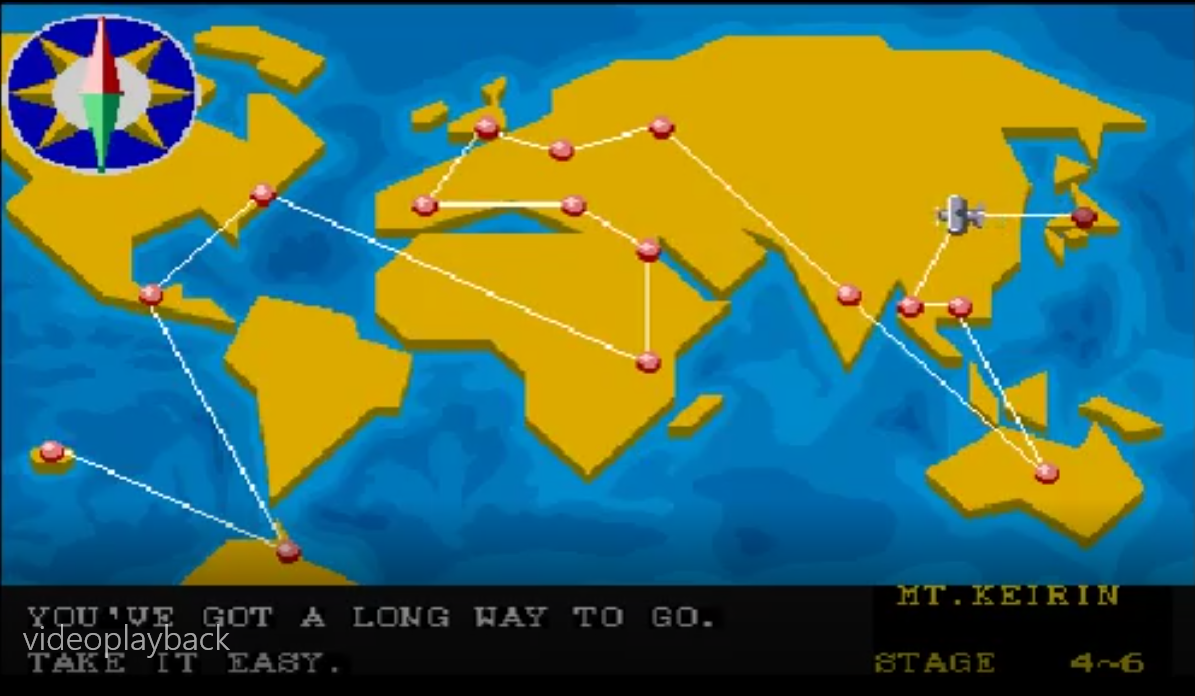 YOU'VE GOT A LONG WAY TO GO.
videoplayback
TAKE IT EASY.
MT.KEIRIN
STAGE 4~6